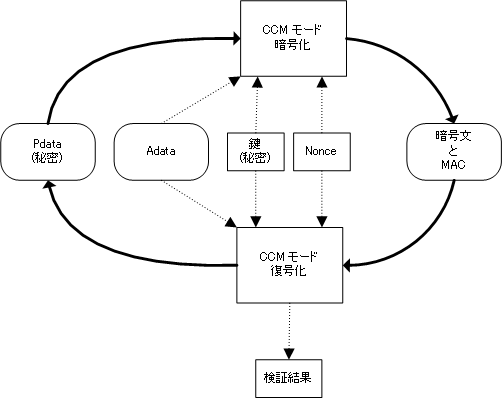 CCM モード
暗号化
Pdata
(秘密)
Adata
鍵
(秘密)
Nonce
暗号文
と
MAC
CCM モード
復号化
検証結果